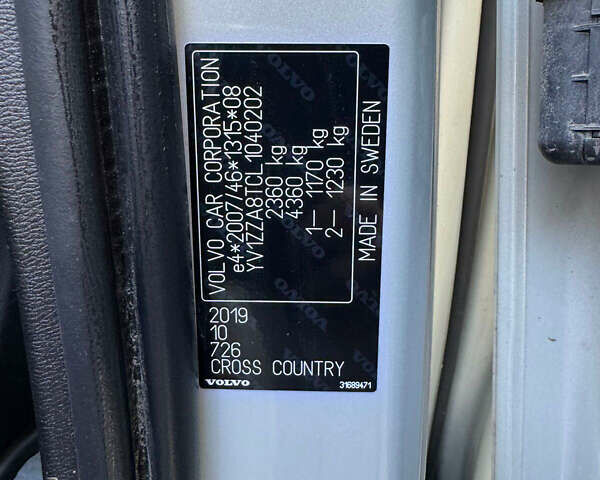 VOLVO CAR CORPORATION
e4*2007/46*1315*08
YV1ZZA8TCL1040202
2360 kg
4360 kg
1– 1170 kg
2– 1230 kg
MADE IN SWEDEN
2019
10
726
CROSS COUNTRY
VOLVO
31689471